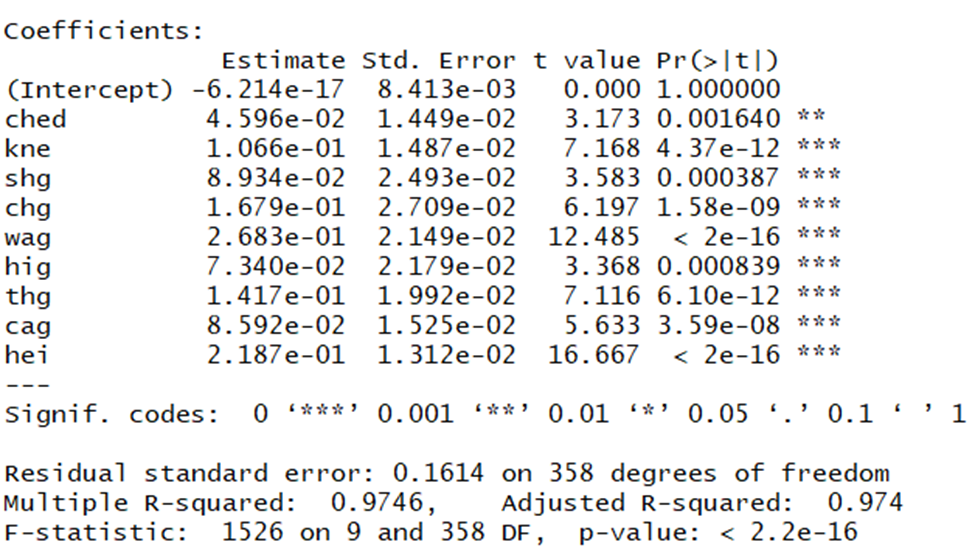 Coefficients:
Estimate Std. Error t value Pr(>|t|)
(Intercept) -6.214e-17 8.413e-03 0.000 1.000000
ched 4.596e-02 1.449e-02 3.173 0.001640 **
kne 1.066e-01 1.487e-02 7.168 4.37e-12 ***
shg 8.934e-02 2.493e-02 3.583 0.000387 ***
chg 1.679e-01 2.709e-02 6.197 1.58e-09 ***
wag 2.683e-01 2.149e-02 12.485 < 2e-16 ***
hig 7.340e-02 2.179e-02 3.368 0.000839 ***
thg 1.417e-01 1.992e-02 7.116 6.10e-12 ***
cag 8.592e-02 1.525e-02 5.633 3.59e-08 ***
hei 2.187e-01 1.312e-02 16.667 < 2e-16 ***
---
Signif. codes: 0 ‘***’ 0.001 ‘**’ 0.01 ‘*’ 0.05 ‘.’ 0.1 ‘ ’ 1
Residual standard error: 0.1614 on 358 degrees of freedom
Multiple R-squared: 0.9746, Adjusted R-squared: 0.974
F-statistic: 1526 on 9 and 358 DF, p-value: < 2.2e-16